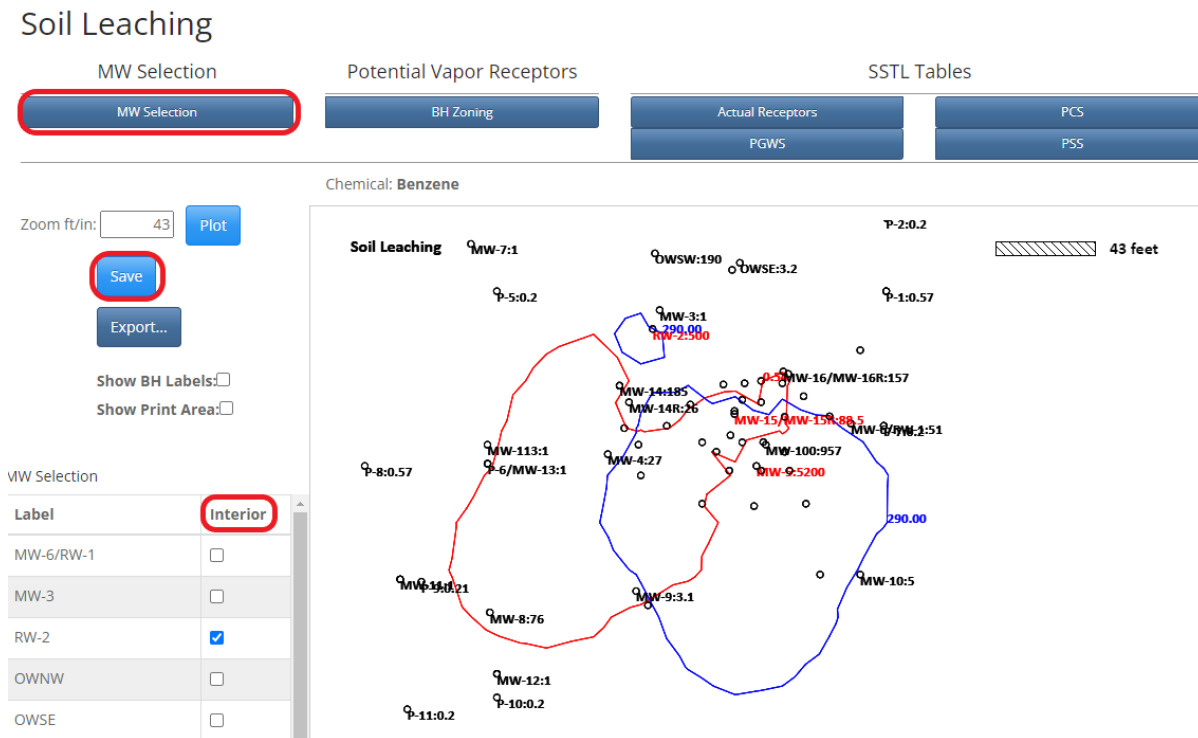 Soil Leaching
MW Selection
Potential Vapor Receptors
SSTL Tables
MW Selection
BH Zoning
Actual Receptors
PCS
PGWS
PSS
Chemical: Benzene
Zoom ft/in: 43 Plot
Save
Export...
Show BH Labels:
Show Print Area:
MW Selection
Label Interior
MW-6/RW-1
MW-3
RW-2
OWNW
OWSE
Soil Leaching
43 feet
P-2:0.2
MW-7:1
OWSW:190
OWSE:3.2
P-5:0.2
P-1:0.57
MW-3:1
290.00
RW-2:500
MW-16/MW-16R:157
MW-14:185
MW-14R:26
MW-15/MW-15R:88.5
MW-113:1
MW-100:957
MW-4:27
P-6/MW-13:1
P-8:0.57
MW-5:5200
290.00
MW-10:5
MW-9:3.1
MW-8:76
MW-12:1
P-10:0.2
P-11:0.2